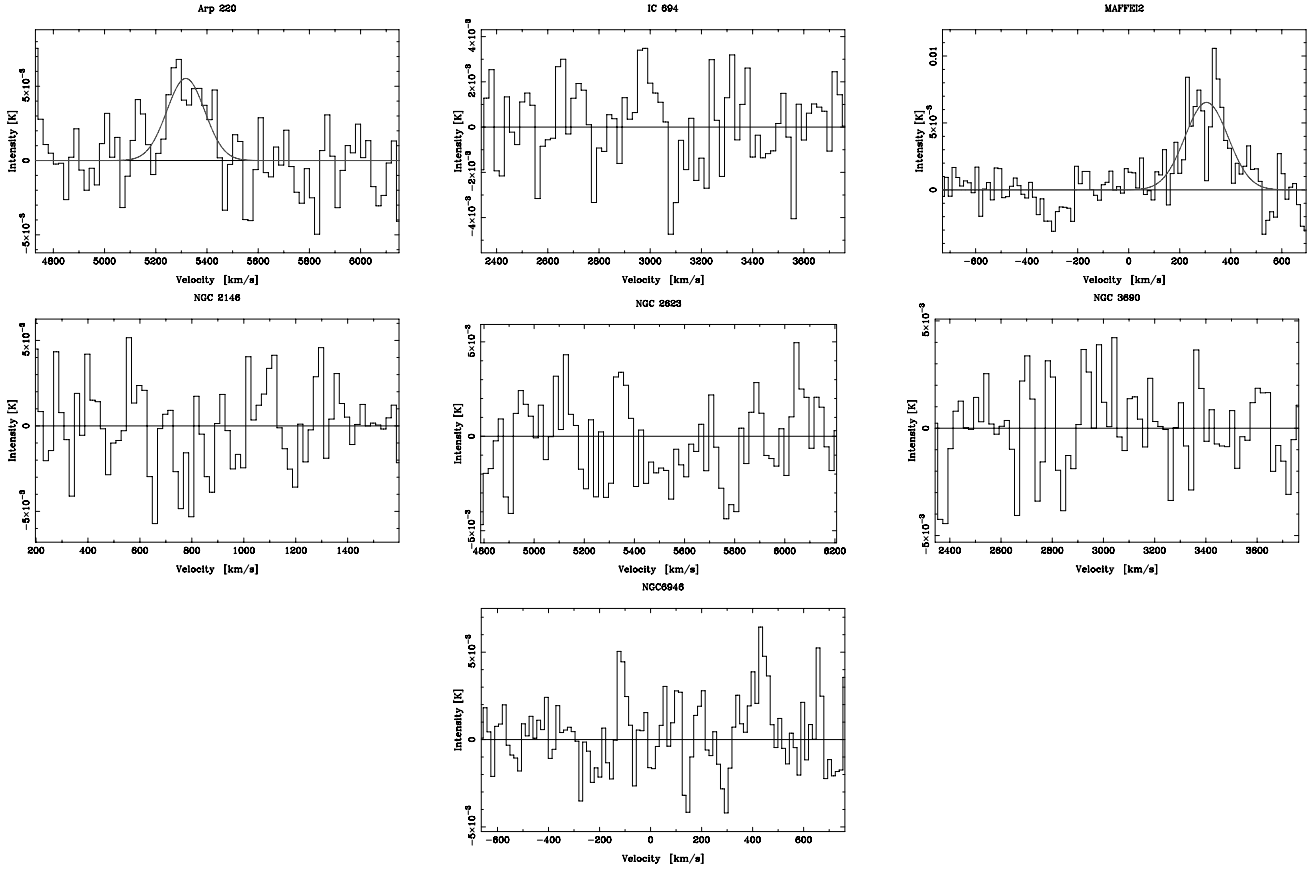 Arp 220
IC 694
MAFFEI2
Intensity [K]
5×10⁻³
0
−5×10⁻³
4800 5000 5200 5400 5600 5800 6000
Velocity [km/s]
Intensity [K]
4×10⁻³
2×10⁻³
0
−2×10⁻³
−4×10⁻³
2400 2600 2800 3000 3200 3400 3600
Velocity [km/s]
Intensity [K]
0.01
5×10⁻³
0
−600 −400 −200 0 200 400 600
Velocity [km/s]
NGC 2146
NGC 2623
NGC 3690
Intensity [K]
5×10⁻³
0
−5×10⁻³
200 400 600 800 1000 1200 1400
Velocity [km/s]
Intensity [K]
5×10⁻³
0
−5×10⁻³
4800 5000 5200 5400 5600 5800 6000 6200
Velocity [km/s]
Intensity [K]
5×10⁻³
0
−5×10⁻³
2400 2600 2800 3000 3200 3400 3600
Velocity [km/s]
NGC6946
Intensity [K]
5×10⁻³
0
−5×10⁻³
−600 −400 −200 0 200 400 600
Velocity [km/s]